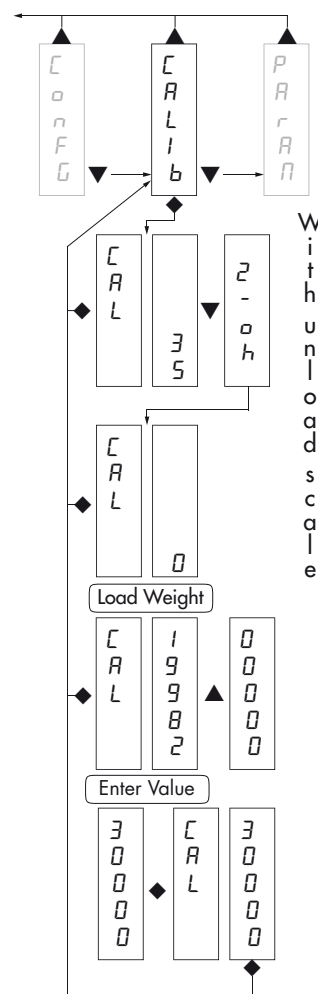 ConFG
CALIb
PArAM
With unload scale
CAL
35
2-oh
CAL
0
Load Weight
CAL
19982
00000
Enter Value
30000
CAL
30000